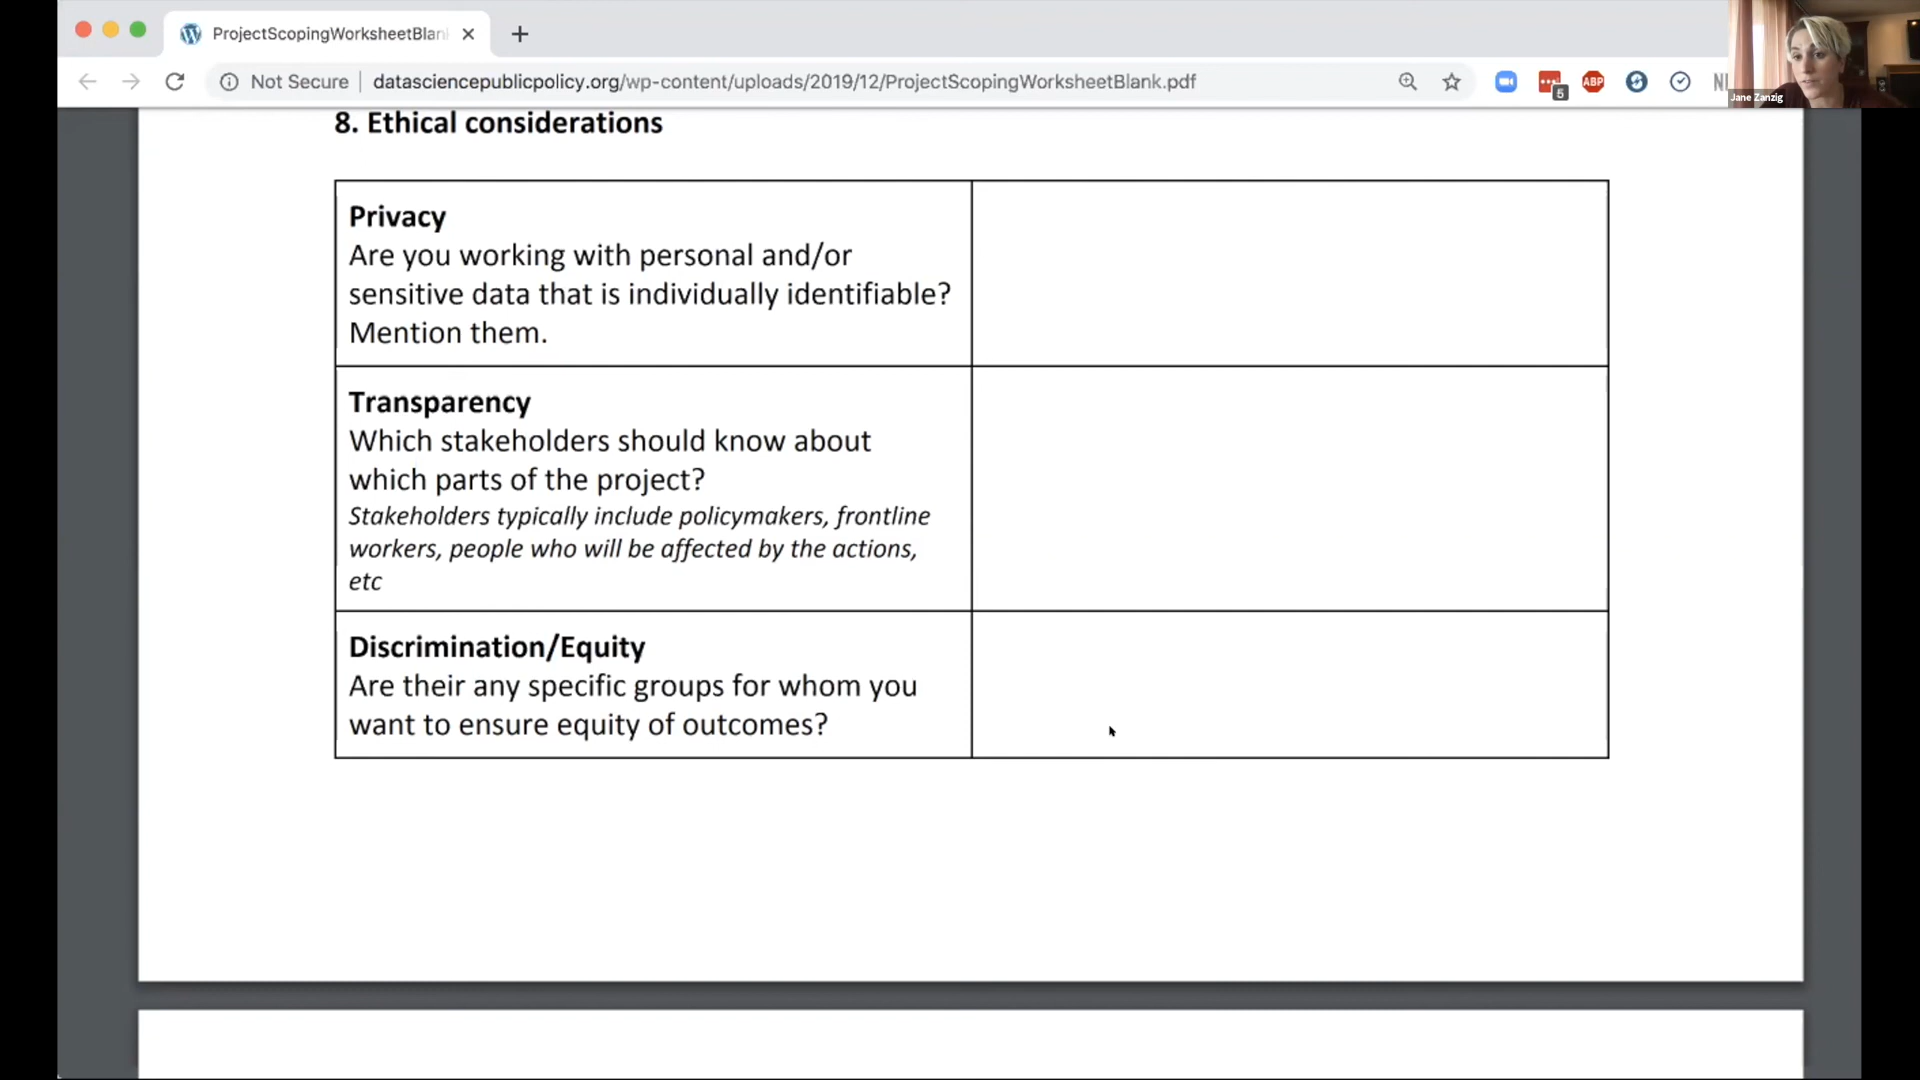 ProjectScopingWorksheetBlan
Not Secure
datasciencepublicpolicy.org/wp-content/uploads/2019/12/ProjectScopingWorksheetBlank.pdf
5
ABP
Jane Zanzig
8. Ethical considerations
Privacy
Are you working with personal and/or
sensitive data that is individually identifiable?
Mention them.
Transparency
Which stakeholders should know about
which parts of the project?
Stakeholders typically include policymakers, frontline
workers, people who will be affected by the actions,
etc
Discrimination/Equity
Are their any specific groups for whom you
want to ensure equity of outcomes?